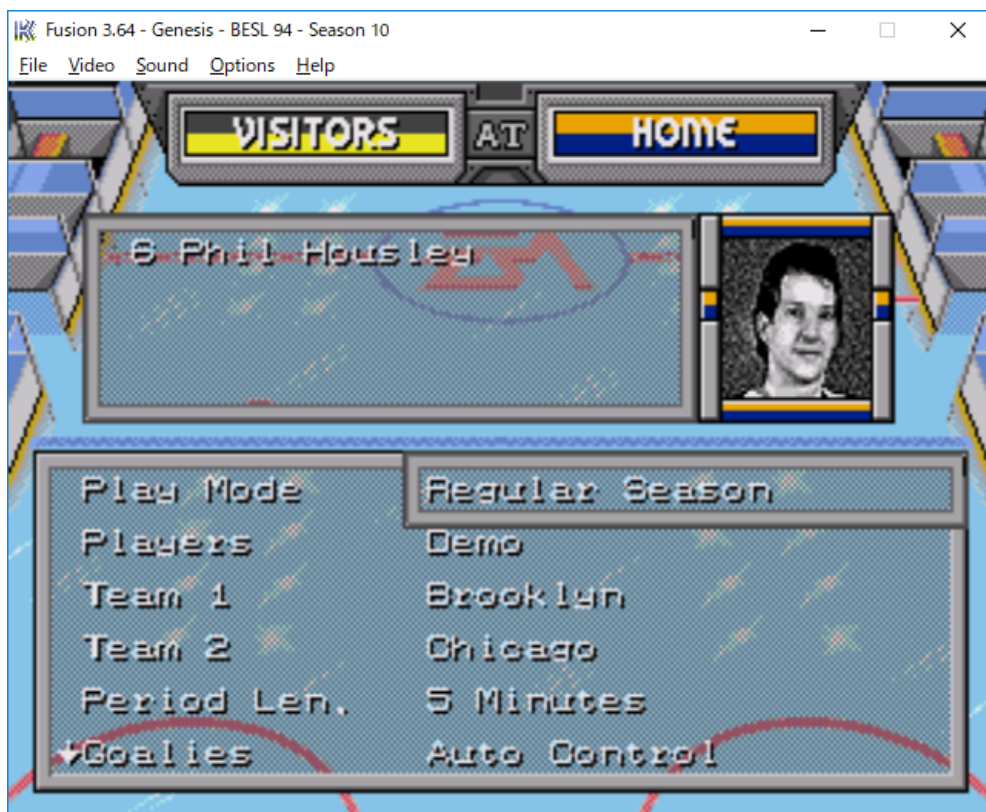 Fusion 3.64 - Genesis - BESL 94 - Season 10
File Video Sound Options Help
VISITORS AT HOME
6 Phil Housley
Play Mode Regular Season
Players Demo
Team 1 Brooklyn
Team 2 Chicago
Period Len. 5 Minutes
Goalies Auto Control